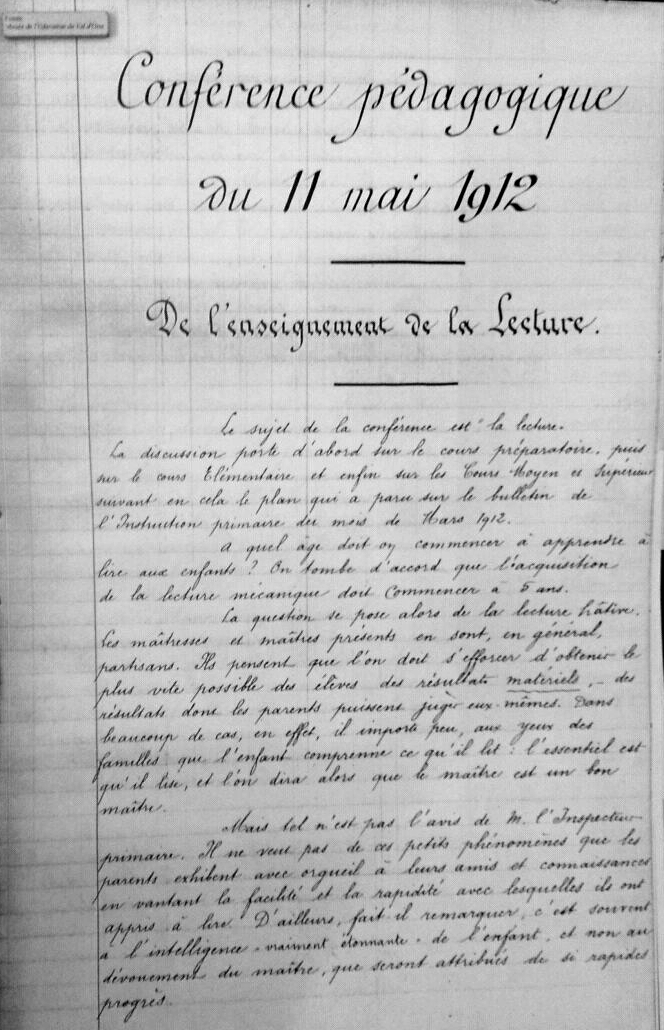 Fonds
Musée de l'Education du Val d'Oise
Conférence pédagogique
du 11 mai 1912
De l'enseignement de la Lecture.
Le sujet de la conférence est : la lecture.
La discussion porte d'abord sur le cours préparatoire, puis
sur le cours Elémentaire et enfin sur les Cours Moyen et Supérieur
suivant en cela le plan qui a paru sur le bulletin de
l'Instruction primaire du mois de Mars 1912.
A quel âge doit on commencer à apprendre à
lire aux enfants ? On tombe d'accord que l'acquisition
de la lecture mécanique doit commencer à 5 ans.
La question se pose alors de la lecture hâtive.
Les maîtresses et maîtres présents en sont, en général,
partisans. Ils pensent que l'on doit s'efforcer d'obtenir le
plus vite possible des élèves des résultats matériels, - des
résultats dont les parents puissent juger eux-mêmes. Dans
beaucoup de cas, en effet, il importe peu, aux yeux des
familles que l'enfant comprenne ce qu'il lit : l'essentiel est
qu'il lise, et l'on dira alors que le maître est un bon
maître.
Mais tel n'est pas l'avis de M. l'Inspecteur
primaire. Il ne veut pas de ces petits phénomènes que les
parents exhibent avec orgueil à leurs amis et connaissances
en vantant la facilité et la rapidité avec lesquelles ils ont
appris à lire. D'ailleurs, fait-il remarquer, c'est souvent
à l'intelligence "vraiment étonnante" de l'enfant, et non au
dévouement du maître, que seront attribués de si rapides
progrès.